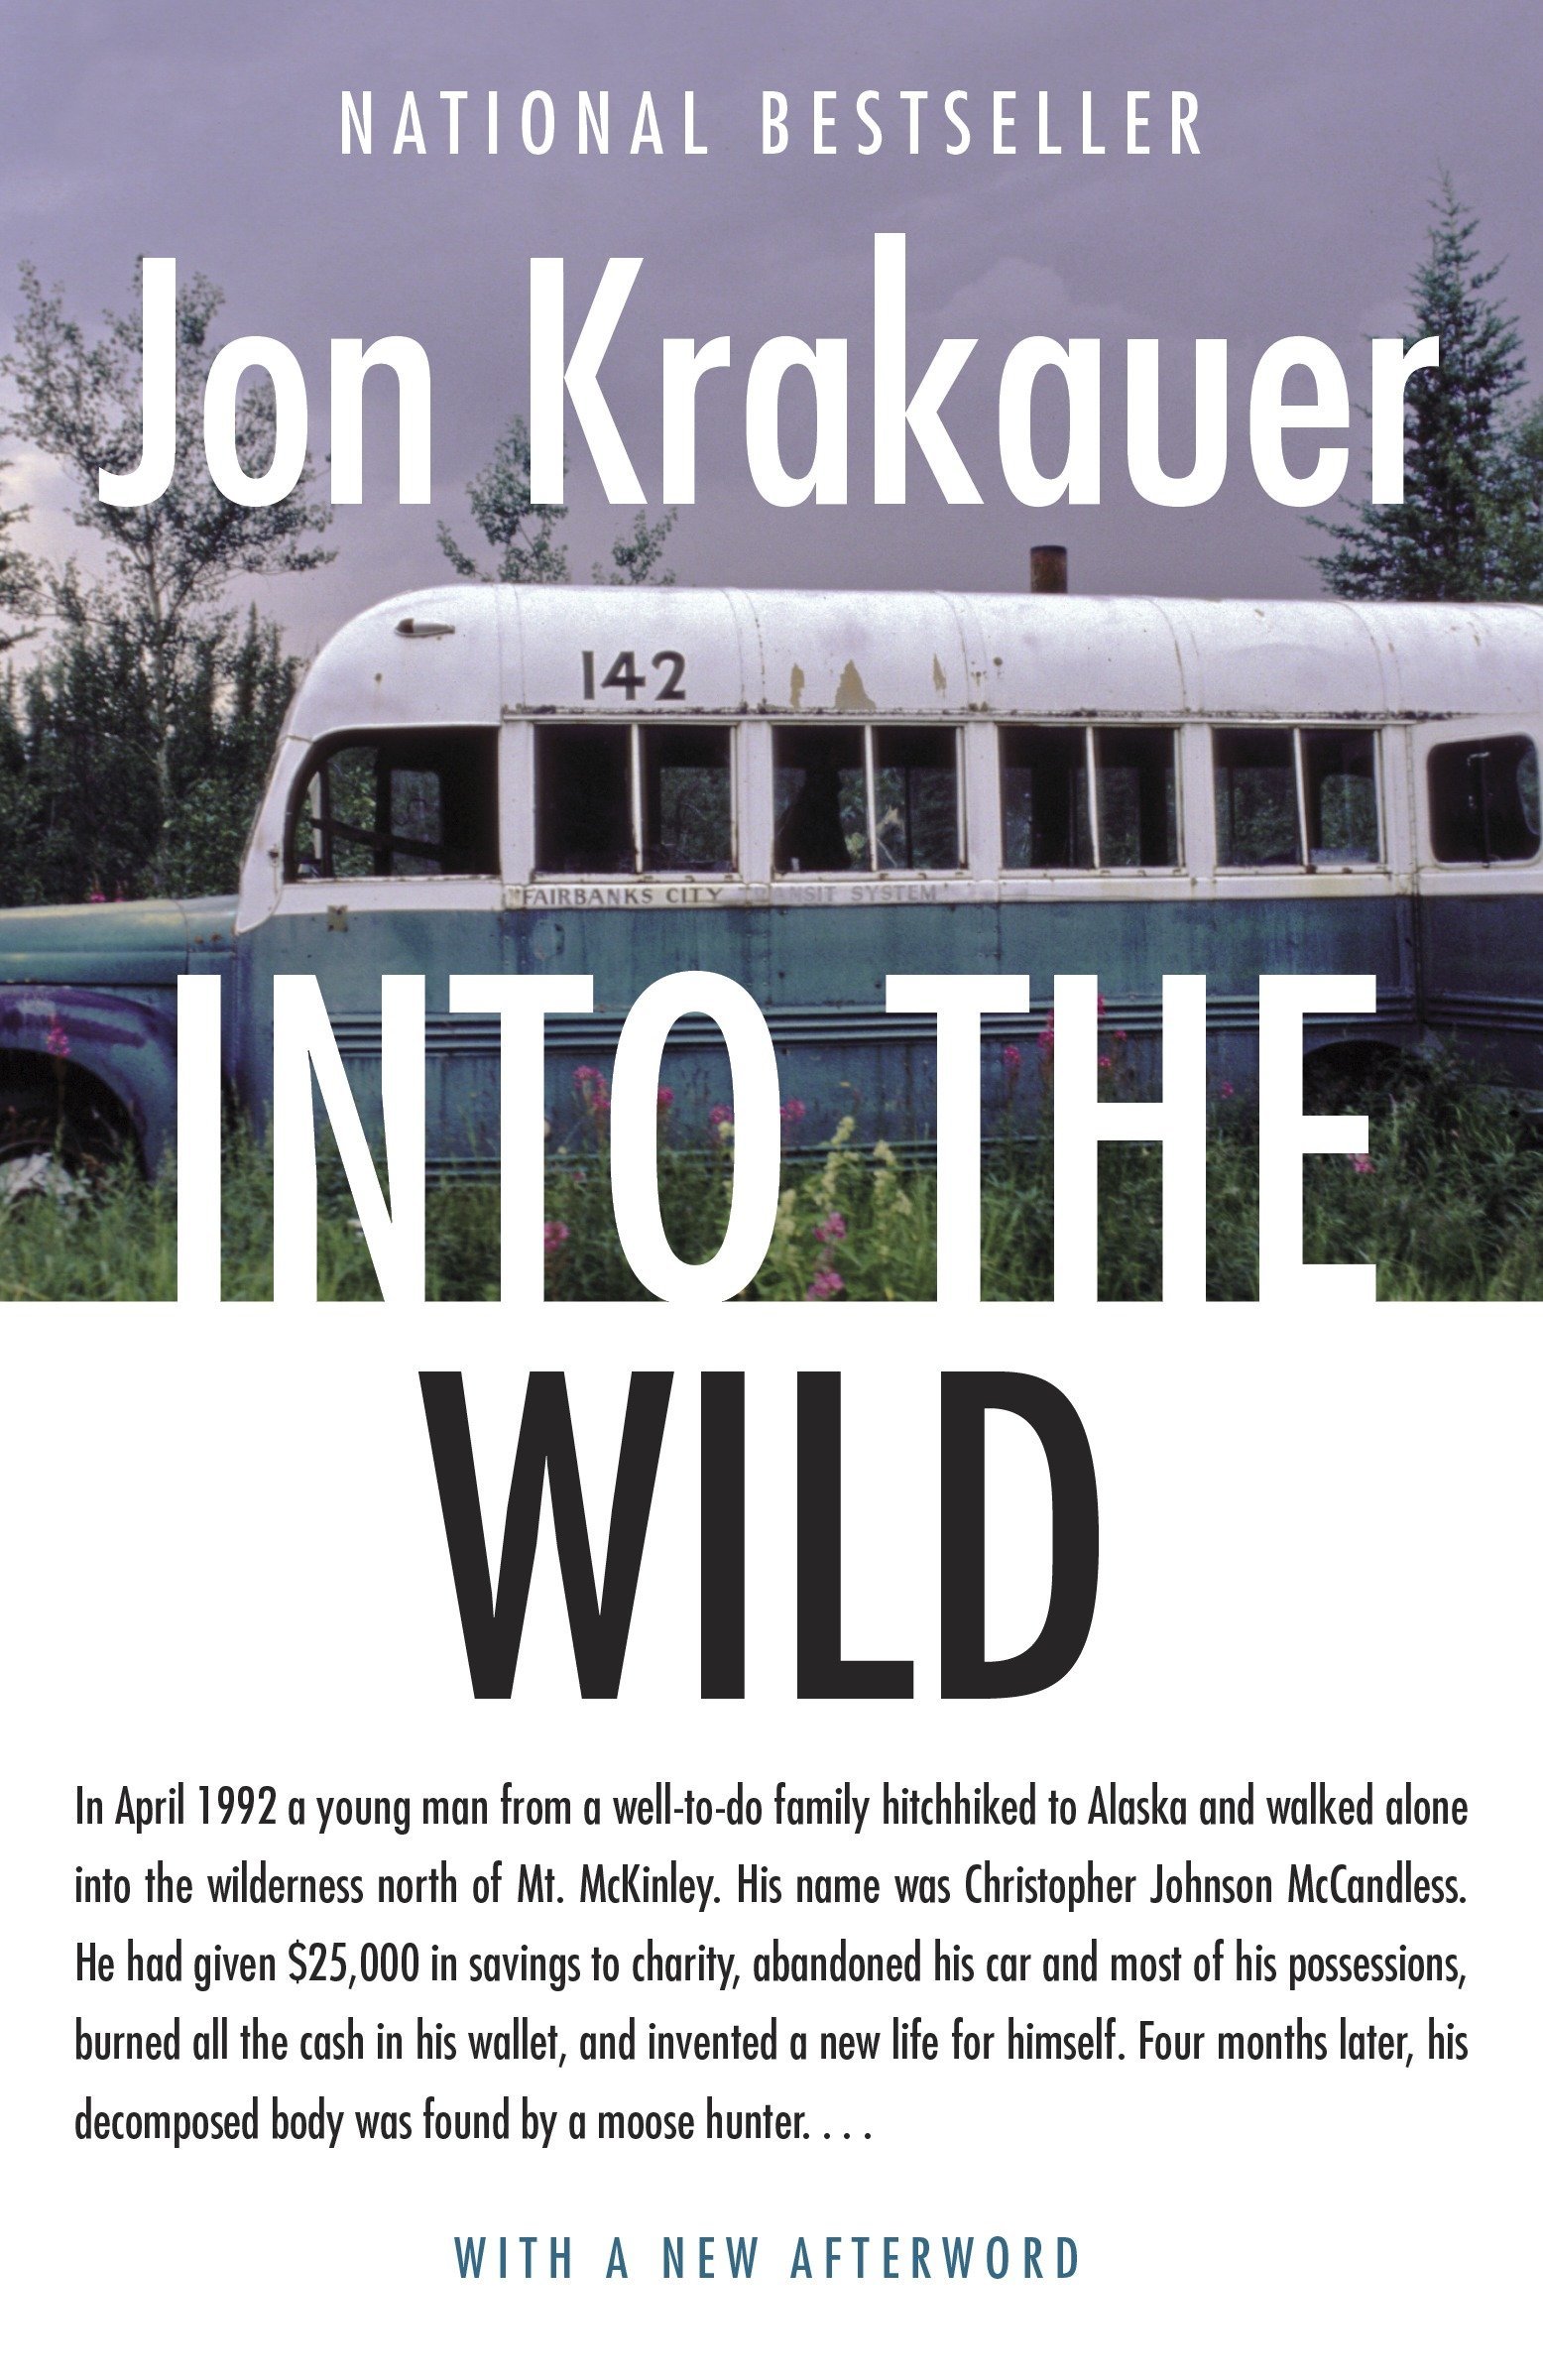 NATIONAL BESTSELLER
Jon Krakauer
142
FAIRBANKS CITY TRANSIT SYSTEM
INTO THE
WILD
In April 1992 a young man from a well-to-do family hitchhiked to Alaska and walked alone
into the wilderness north of Mt. McKinley. His name was Christopher Johnson McCandless.
He had given $25,000 in savings to charity, abandoned his car and most of his possessions,
burned all the cash in his wallet, and invented a new life for himself. Four months later, his
decomposed body was found by a moose hunter. . . .
WITH A NEW AFTERWORD